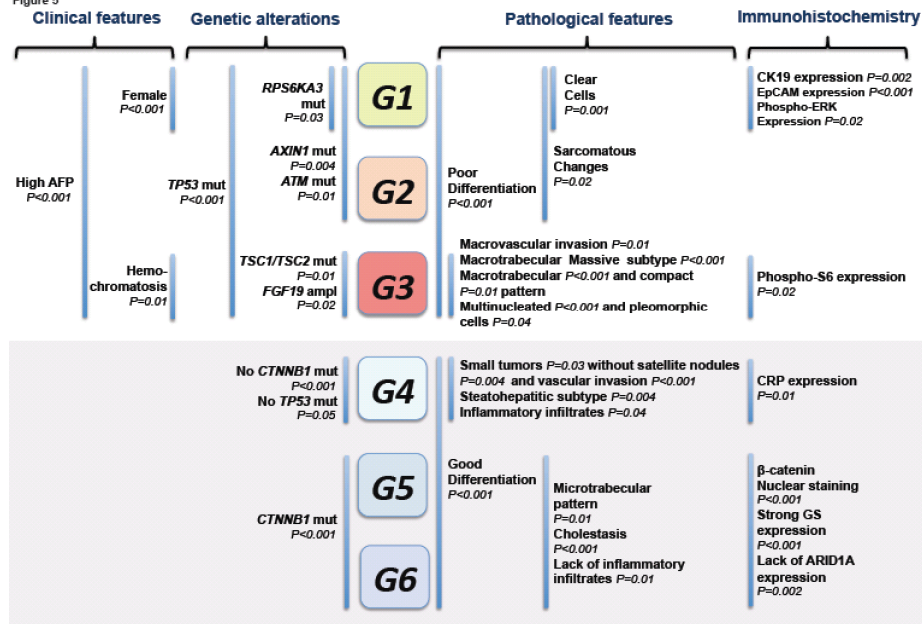 Figure 5
Clinical features
Genetic alterations
Pathological features
Immunohistochemistry
High AFP
P<0.001
Female
P<0.001
Hemo-
chromatosis
P=0.01
TP53 mut
P<0.001
RPS6KA3
mut
P=0.03
AXIN1 mut
P=0.004
ATM mut
P=0.01
TSC1/TSC2 mut
P=0.01
FGF19 ampl
P=0.02
G1
G2
G3
Poor
Differentiation
P<0.001
Clear
Cells
P=0.001
Sarcomatous
Changes
P=0.02
Macrovascular invasion P=0.01
Macrotrabecular Massive subtype P<0.001
Macrotrabecular P<0.001 and compact
P=0.01 pattern
Multinucleated P<0.001 and pleomorphic
cells P=0.04
CK19 expression P=0.002
EpCAM expression P<0.001
Phospho-ERK
Expression P=0.02
Phospho-S6 expression
P=0.02
No CTNNB1 mut
P<0.001
No TP53 mut
P=0.05
CTNNB1 mut
P<0.001
G4
G5
G6
Small tumors P=0.03 without satellite nodules
P=0.004 and vascular invasion P<0.001
Steatohepatitic subtype P=0.004
Inflammatory infiltrates P=0.04
Good
Differentiation
P<0.001
Microtrabecular
pattern
P=0.01
Cholestasis
P<0.001
Lack of inflammatory
infiltrates P=0.01
CRP expression
P=0.01
β-catenin
Nuclear staining
P<0.001
Strong GS
expression
P<0.001
Lack of ARID1A
expression
P=0.002